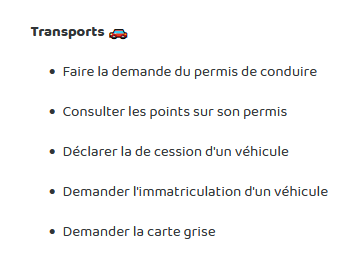 Transports 🚗
• Faire la demande du permis de conduire
• Consulter les points sur son permis
• Déclarer la de cession d'un véhicule
• Demander l'immatriculation d'un véhicule
• Demander la carte grise